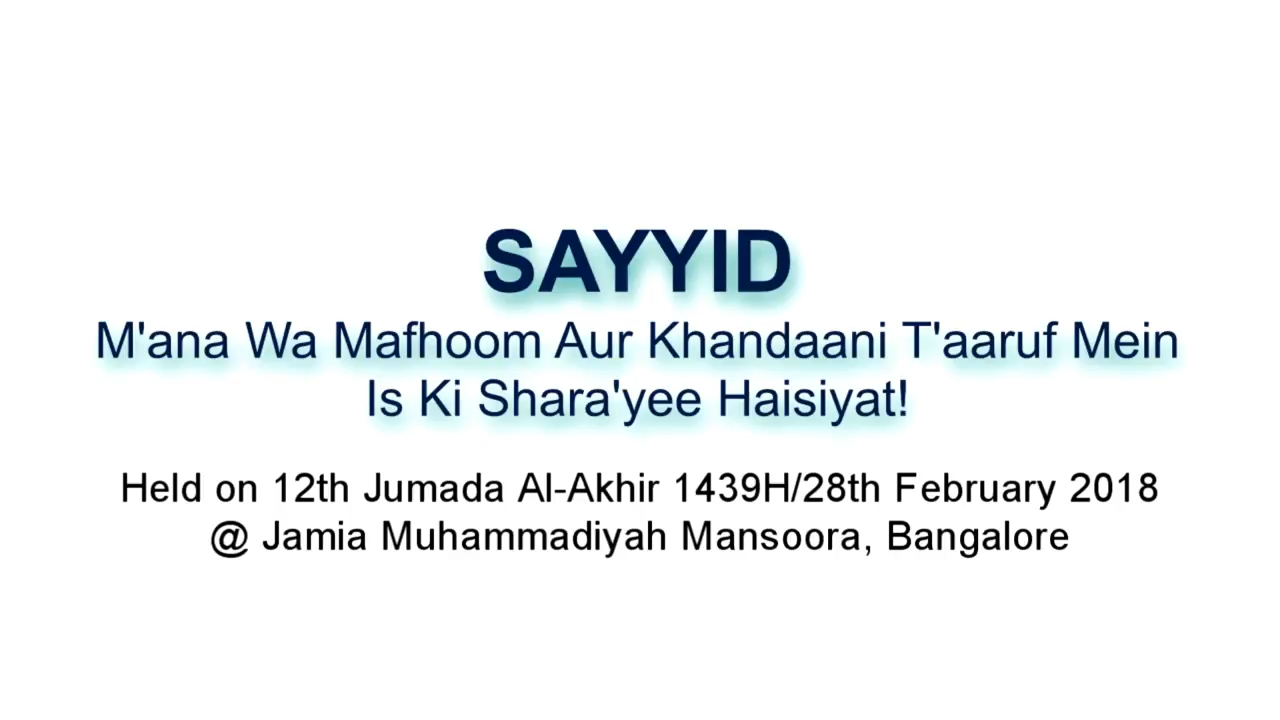 SAYYID
M'ana Wa Mafhoom Aur Khandaani T'aaruf Mein
Is Ki Shara'yee Haisiyat!
Held on 12th Jumada Al-Akhir 1439H/28th February 2018
@ Jamia Muhammadiyah Mansoora, Bangalore